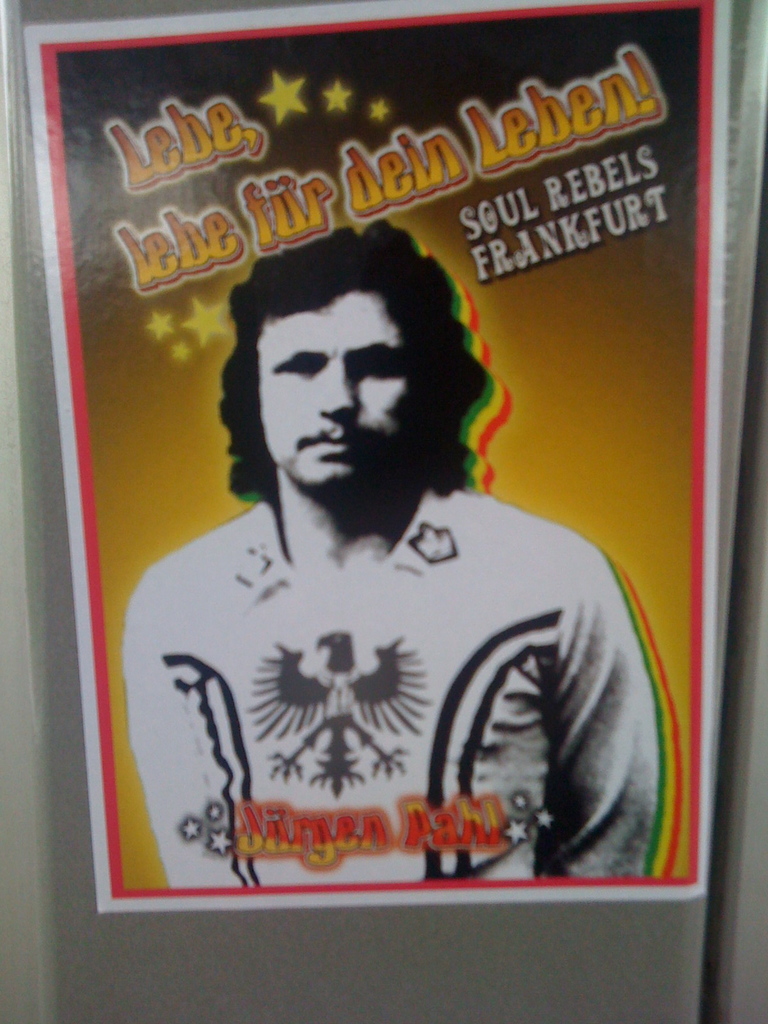 Lebe,
lebe für dein Leben!
SOUL REBELS
FRANKFURT
Jürgen Pahl